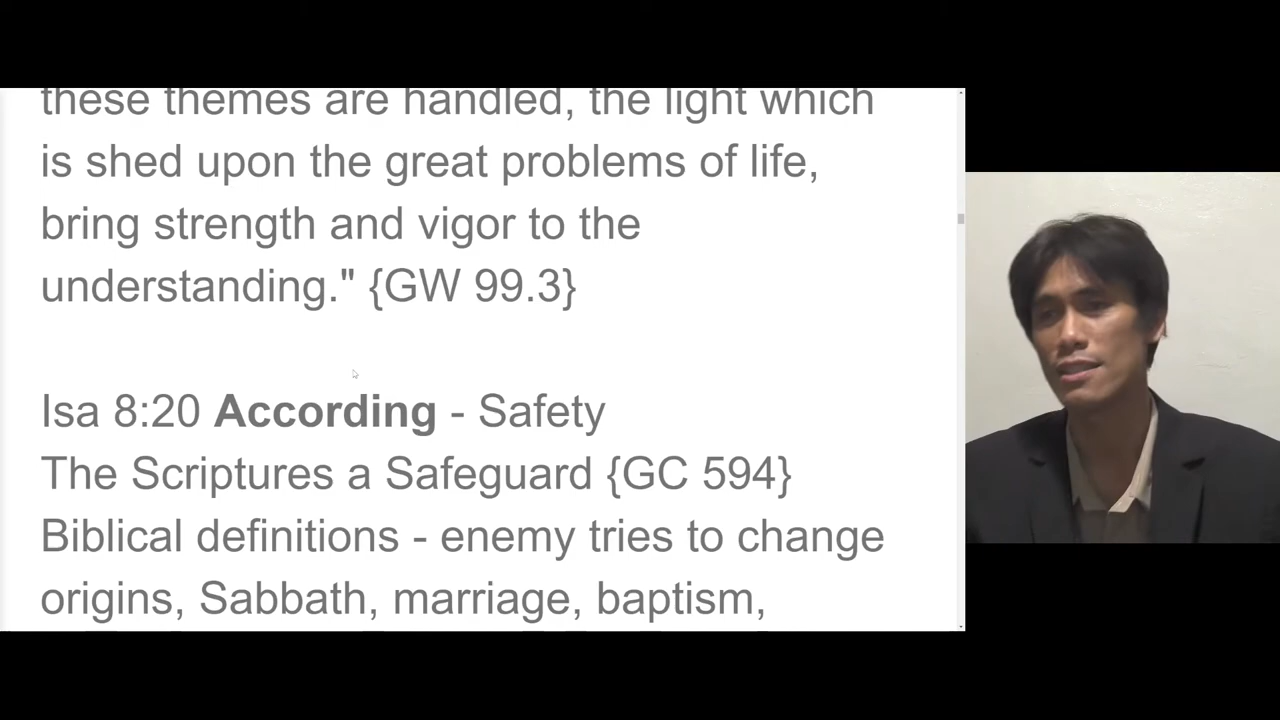 these themes are handled, the light which
is shed upon the great problems of life,
bring strength and vigor to the
understanding." {GW 99.3}
Isa 8:20 According - Safety
The Scriptures a Safeguard {GC 594}
Biblical definitions - enemy tries to change
origins, Sabbath, marriage, baptism,